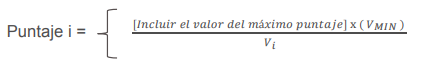 [Incluir el valor del máximo puntaje] x (V_MIN)
Puntaje i =
V_i